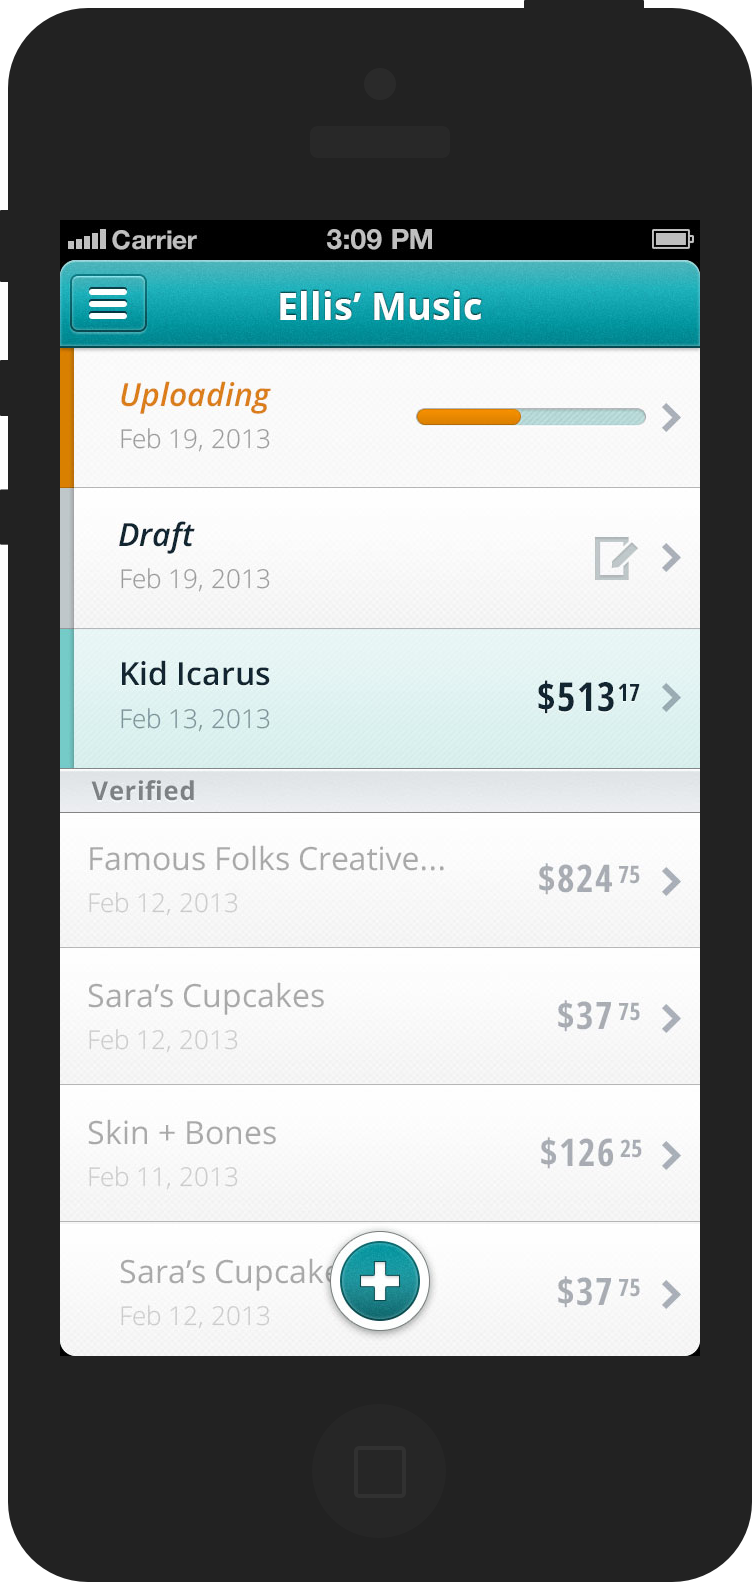 Carrier 3:09 PM
Ellis’ Music
Uploading
Feb 19, 2013
Draft
Feb 19, 2013
Kid Icarus
$513 17
Feb 13, 2013
Verified
Famous Folks Creative...
$824 75
Feb 12, 2013
Sara’s Cupcakes
$37 75
Feb 12, 2013
Skin + Bones
$126 25
Feb 11, 2013
Sara’s Cupcake
$37 75
Feb 12, 2013